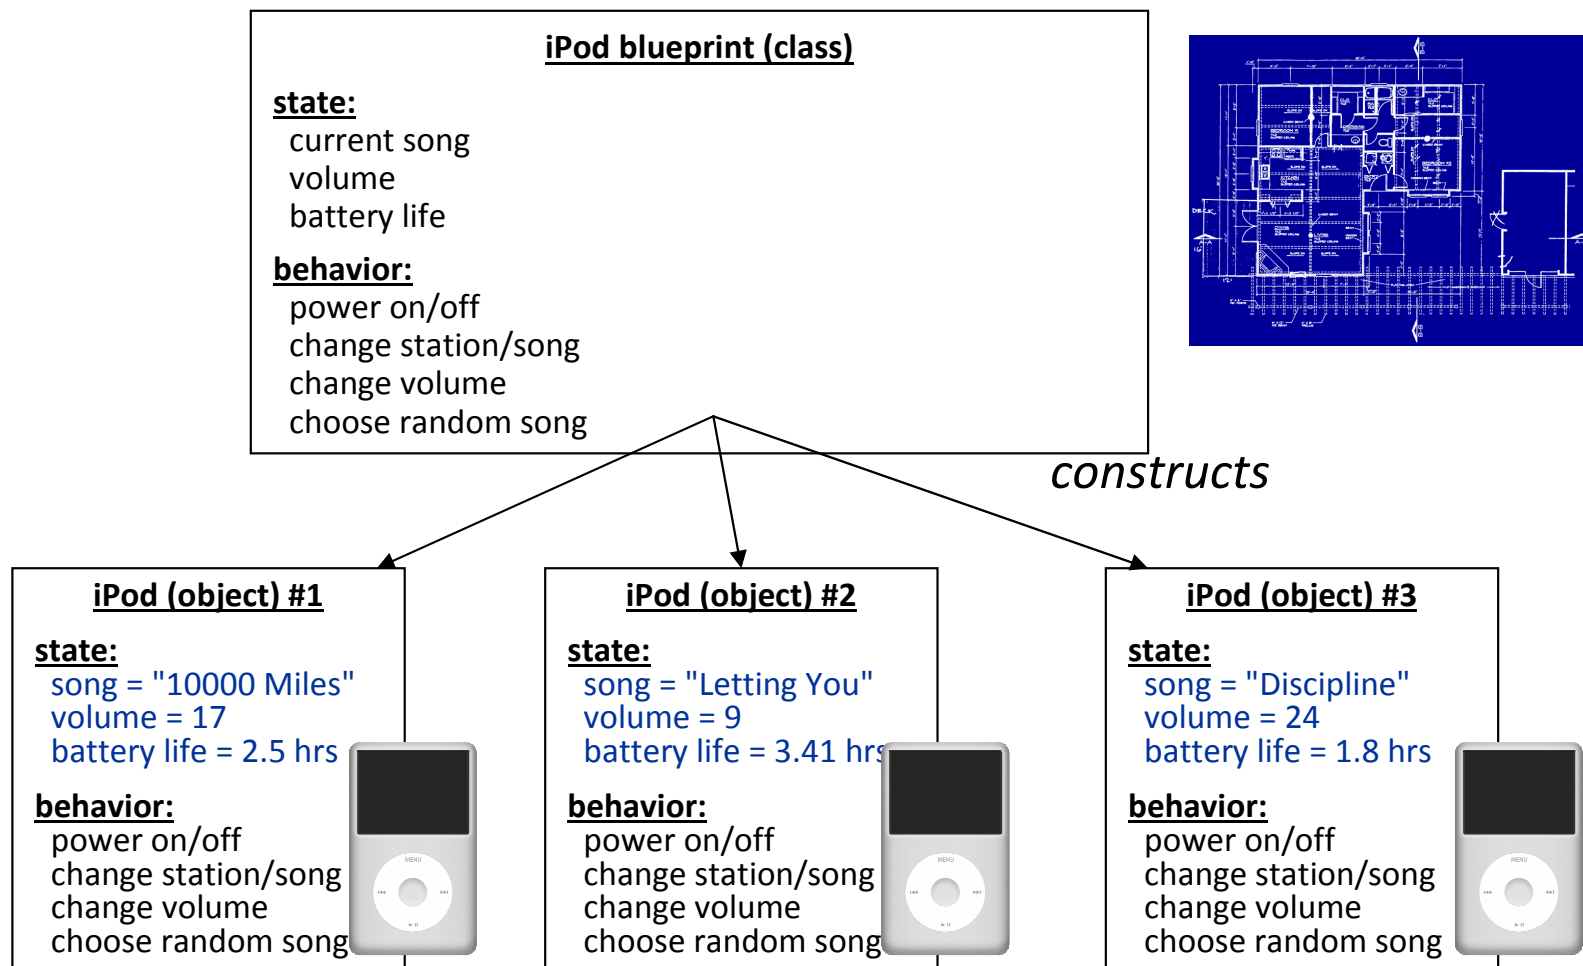 iPod blueprint (class)
state:
current song
volume
battery life
behavior:
power on/off
change station/song
change volume
choose random song
constructs
iPod (object) #1
state:
song = "10000 Miles"
volume = 17
battery life = 2.5 hrs
behavior:
power on/off
change station/song
change volume
choose random song
MENU
iPod (object) #2
state:
song = "Letting You"
volume = 9
battery life = 3.41 hrs
behavior:
power on/off
change station/song
change volume
choose random song
MENU
iPod (object) #3
state:
song = "Discipline"
volume = 24
battery life = 1.8 hrs
behavior:
power on/off
change station/song
change volume
choose random song
MENU